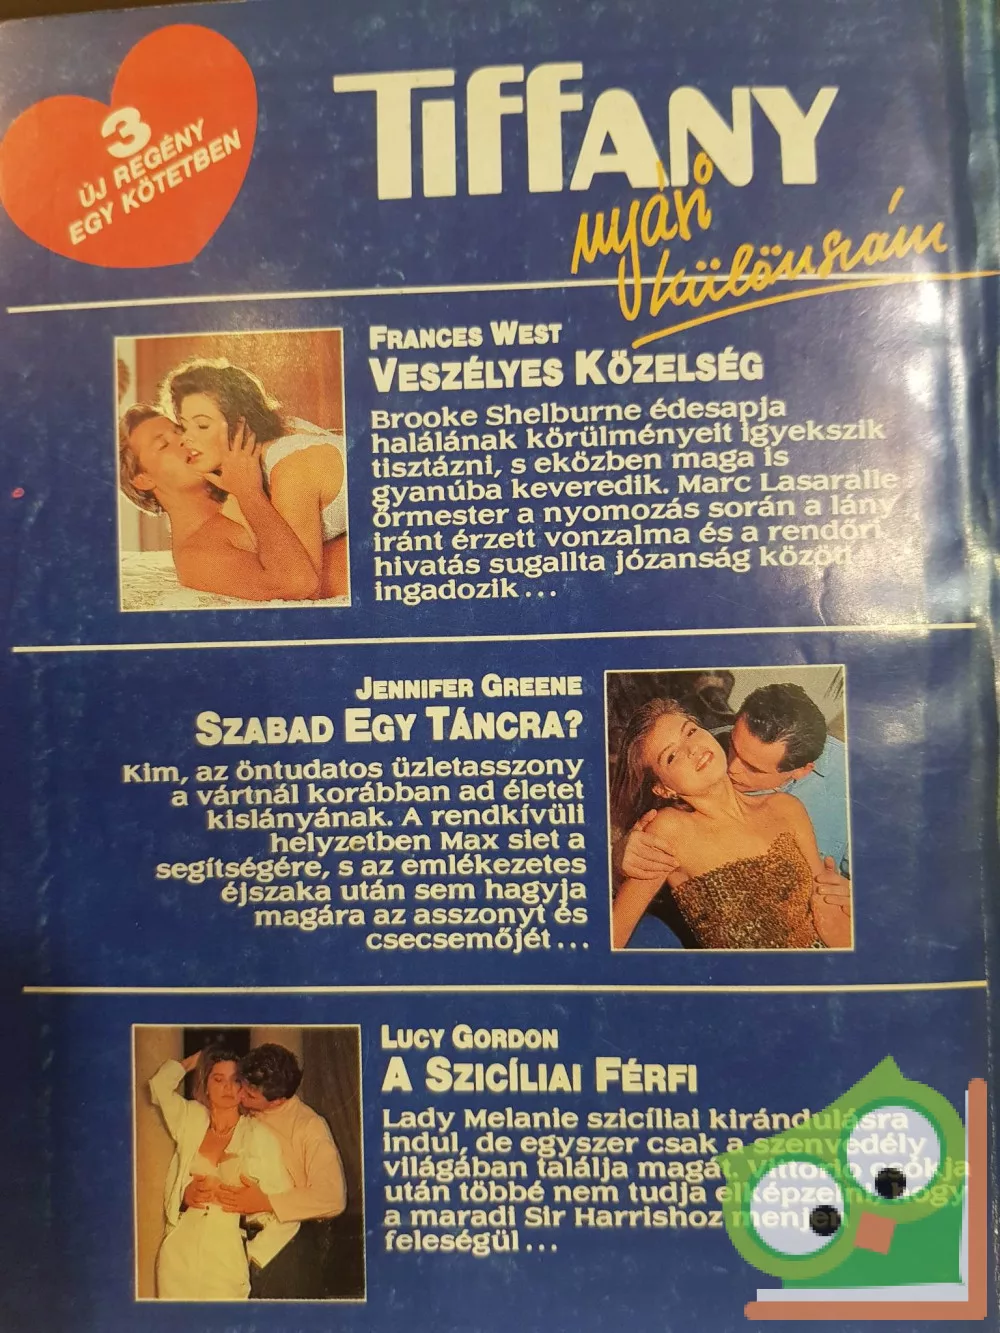 3
ÚJ REGÉNY
EGY KÖTETBEN
TIFFANY
nyári
különszám
FRANCES WEST
VESZÉLYES KÖZELSÉG
Brooke Shelburne édesapja
halálának körülményeit igyekszik
tisztázni, s eközben maga is
gyanúba keveredik. Marc Lasaralle
őrmester a nyomozás során a lány
iránt érzett vonzalma és a rendőri
hivatás sugallta józanság között
ingadozik...
JENNIFER GREENE
SZABAD EGY TÁNCRA?
Kim, az öntudatos üzletasszony
a vártnál korábban ad életet
kislányának. A rendkívüli
helyzetben Max siet a
segítségére, s az emlékezetes
éjszaka után sem hagyja
magára az asszonyt és
csecsemőjét...
LUCY GORDON
A SZICÍLIAI FÉRFI
Lady Melanie szicíliai kirándulásra
indul, de egyszer csak a szenvedély
világában találja magát. Vittorio csókja
után többé nem tudja elképzelni, hogy
a maradi Sir Harrishoz menjen
feleségül...